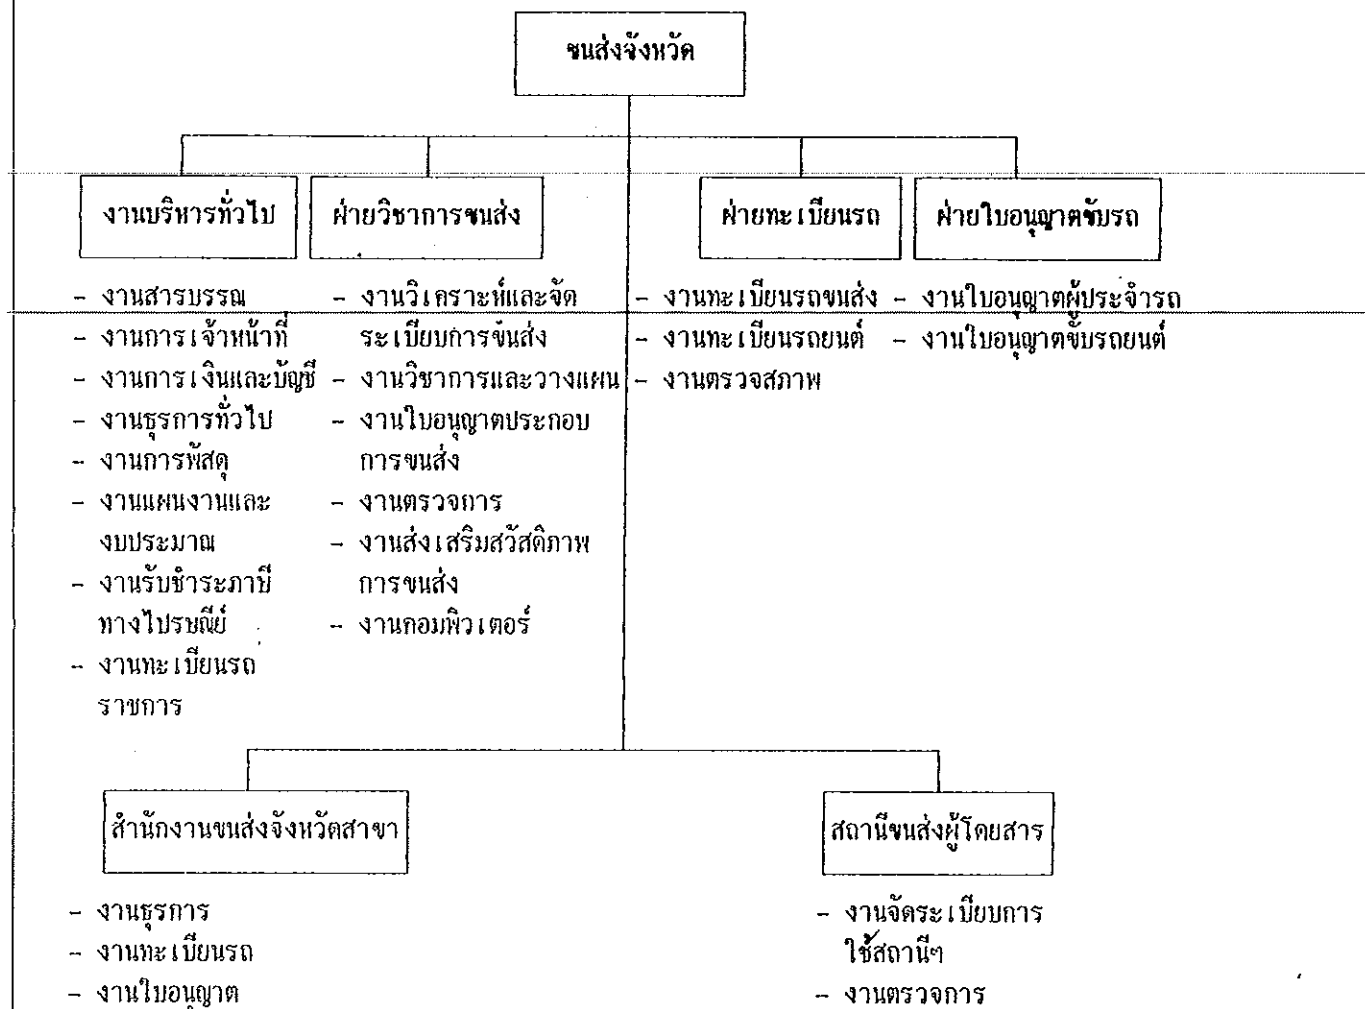 ขนส่งจังหวัด
งานบริหารทั่วไป
- งานสารบรรณ
- งานการเจ้าหน้าที่
- งานการเงินและบัญชี
- งานธุรการทั่วไป
- งานการพัสดุ
- งานแผนงานและ
งบประมาณ
- งานรับชำระภาษี
ทางไปรษณีย์
- งานทะเบียนรถ
ราชการ
ฝ่ายวิชาการขนส่ง
- งานวิเคราะห์และจัด
ระเบียบการขนส่ง
- งานวิชาการและวางแผน
- งานใบอนุญาตประกอบ
การขนส่ง
- งานตรวจการ
- งานส่งเสริมสวัสดิภาพ
การขนส่ง
- งานคอมพิวเตอร์
ฝ่ายทะเบียนรถ
- งานทะเบียนรถขนส่ง
- งานทะเบียนรถยนต์
- งานตรวจสภาพ
ฝ่ายใบอนุญาตขับรถ
- งานใบอนุญาตผู้ประจำรถ
- งานใบอนุญาตขับรถยนต์
สำนักงานขนส่งจังหวัดสาขา
- งานธุรการ
- งานทะเบียนรถ
- งานใบอนุญาต
สถานีขนส่งผู้โดยสาร
- งานจัดระเบียบการ
ใช้สถานีฯ
- งานตรวจการ